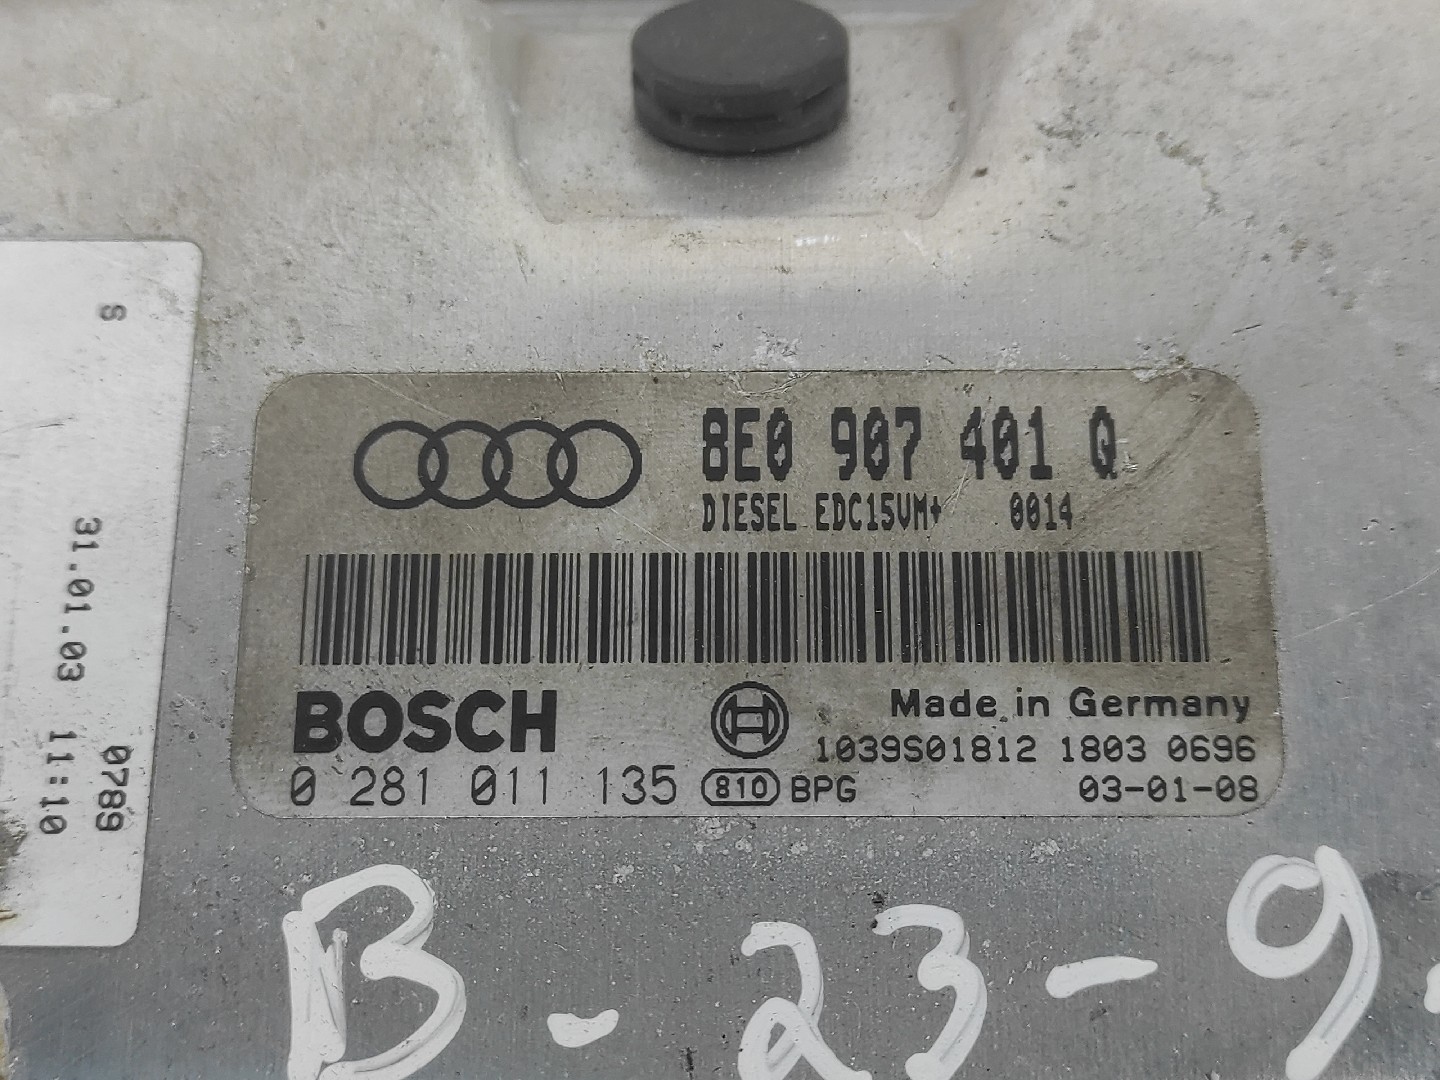 8E0 907 401 Q
DIESEL EDC15VM+ 0014
BOSCH
Made in Germany
1039S01812 1803 0696
0 281 011 135
810 BPG
03-01-08
S
0789
31.01.03 11:10
B-23-9